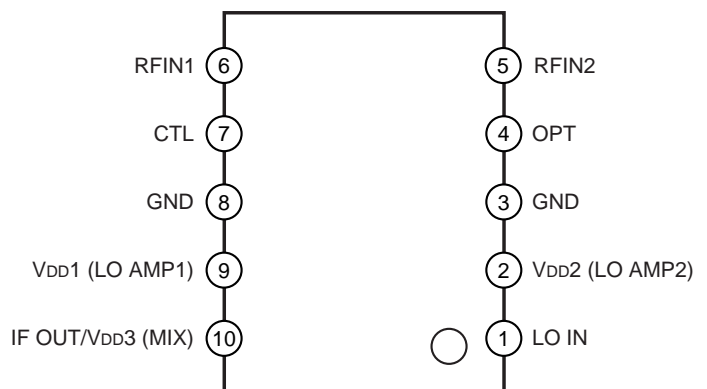 RFIN1 6 5 RFIN2
CTL 7 4 OPT
GND 8 3 GND
VDD1 (LO AMP1) 9 2 VDD2 (LO AMP2)
IF OUT/VDD3 (MIX) 10 1 LO IN